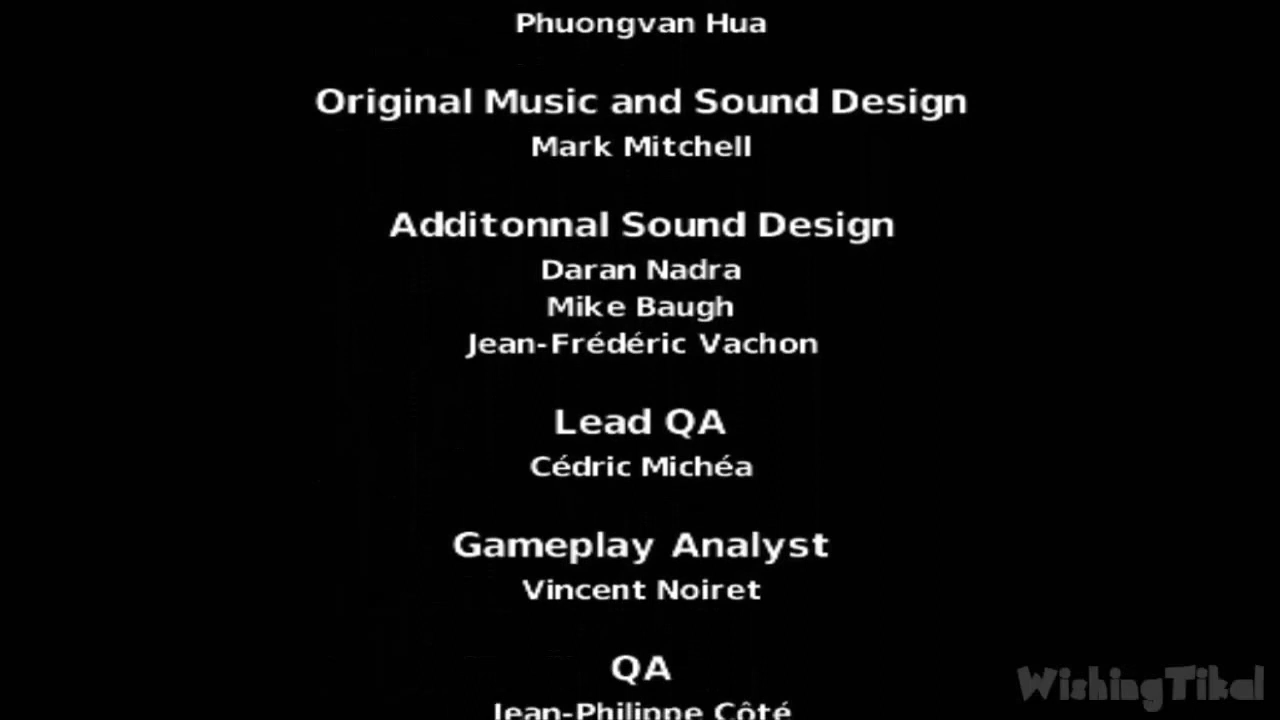 Phuongvan Hua
Original Music and Sound Design
Mark Mitchell
Additonnal Sound Design
Daran Nadra
Mike Baugh
Jean-Frédéric Vachon
Lead QA
Cédric Michéa
Gameplay Analyst
Vincent Noiret
QA
Jean-Philippe Côté
WishingTikal